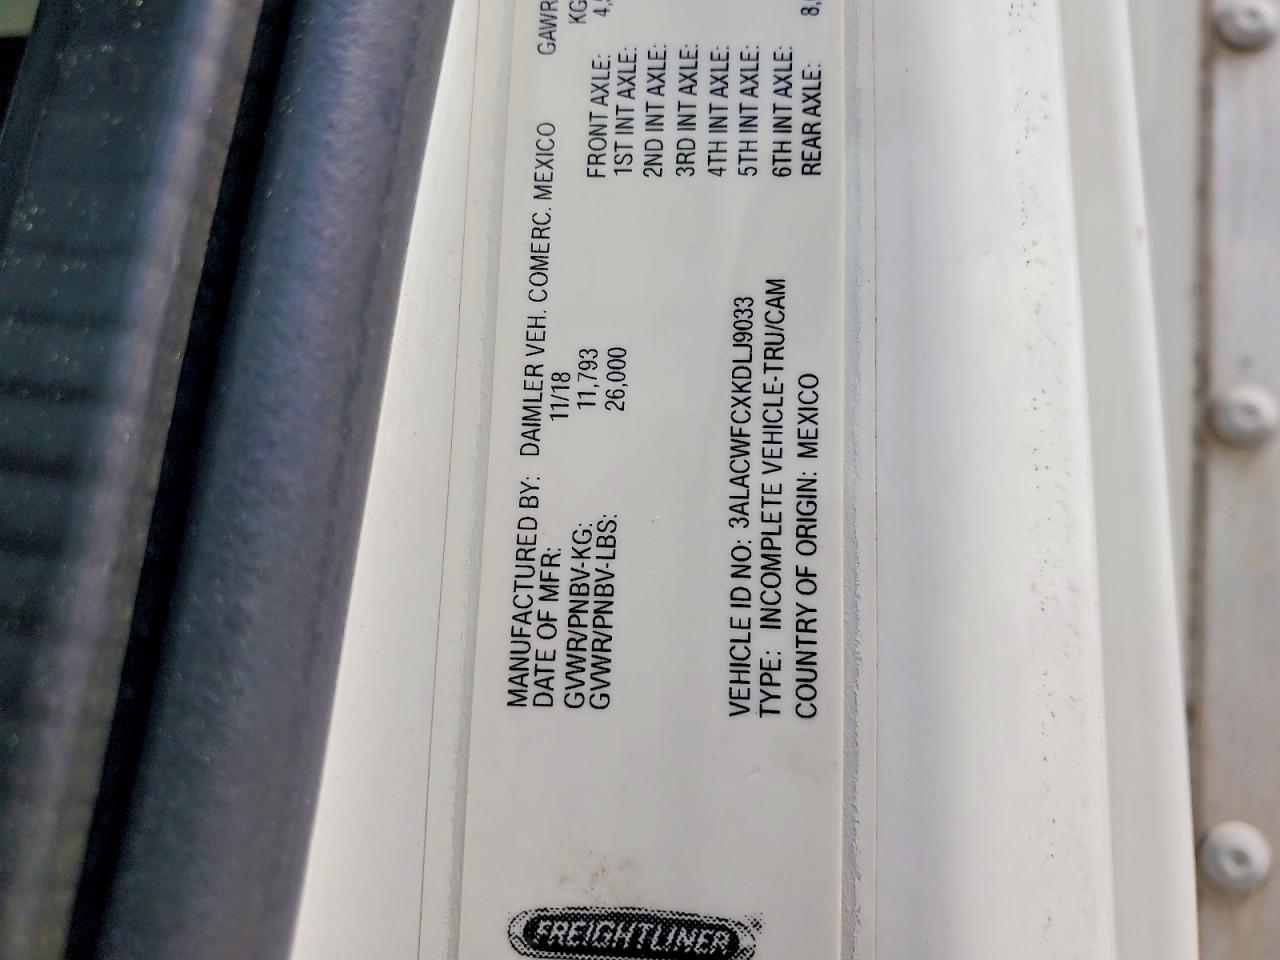 FREIGHTLINER
MANUFACTURED BY: DAIMLER VEH. COMERC. MEXICO
DATE OF MFR: 11/18
GVWR/PNBV-KG: 11,793
GVWR/PNBV-LBS: 26,000
VEHICLE ID NO: 3ALACWFCXKDLJ9033
TYPE: INCOMPLETE VEHICLE-TRU/CAM
COUNTRY OF ORIGIN: MEXICO
GAWR
KG
FRONT AXLE: 4,
1ST INT AXLE:
2ND INT AXLE:
3RD INT AXLE:
4TH INT AXLE:
5TH INT AXLE:
6TH INT AXLE:
REAR AXLE: 8,